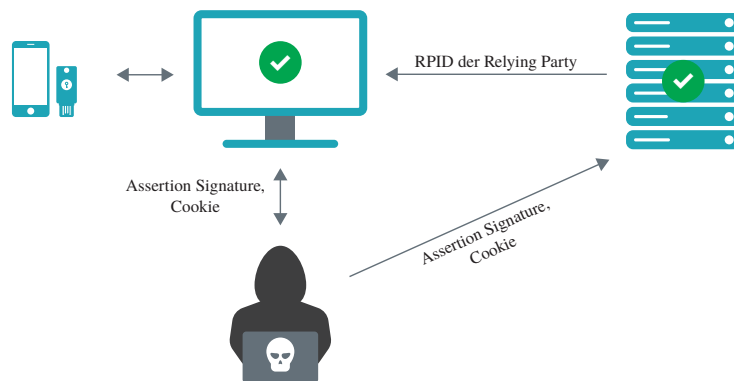 RPID der Relying Party
Assertion Signature,
Cookie
Assertion Signature,
Cookie